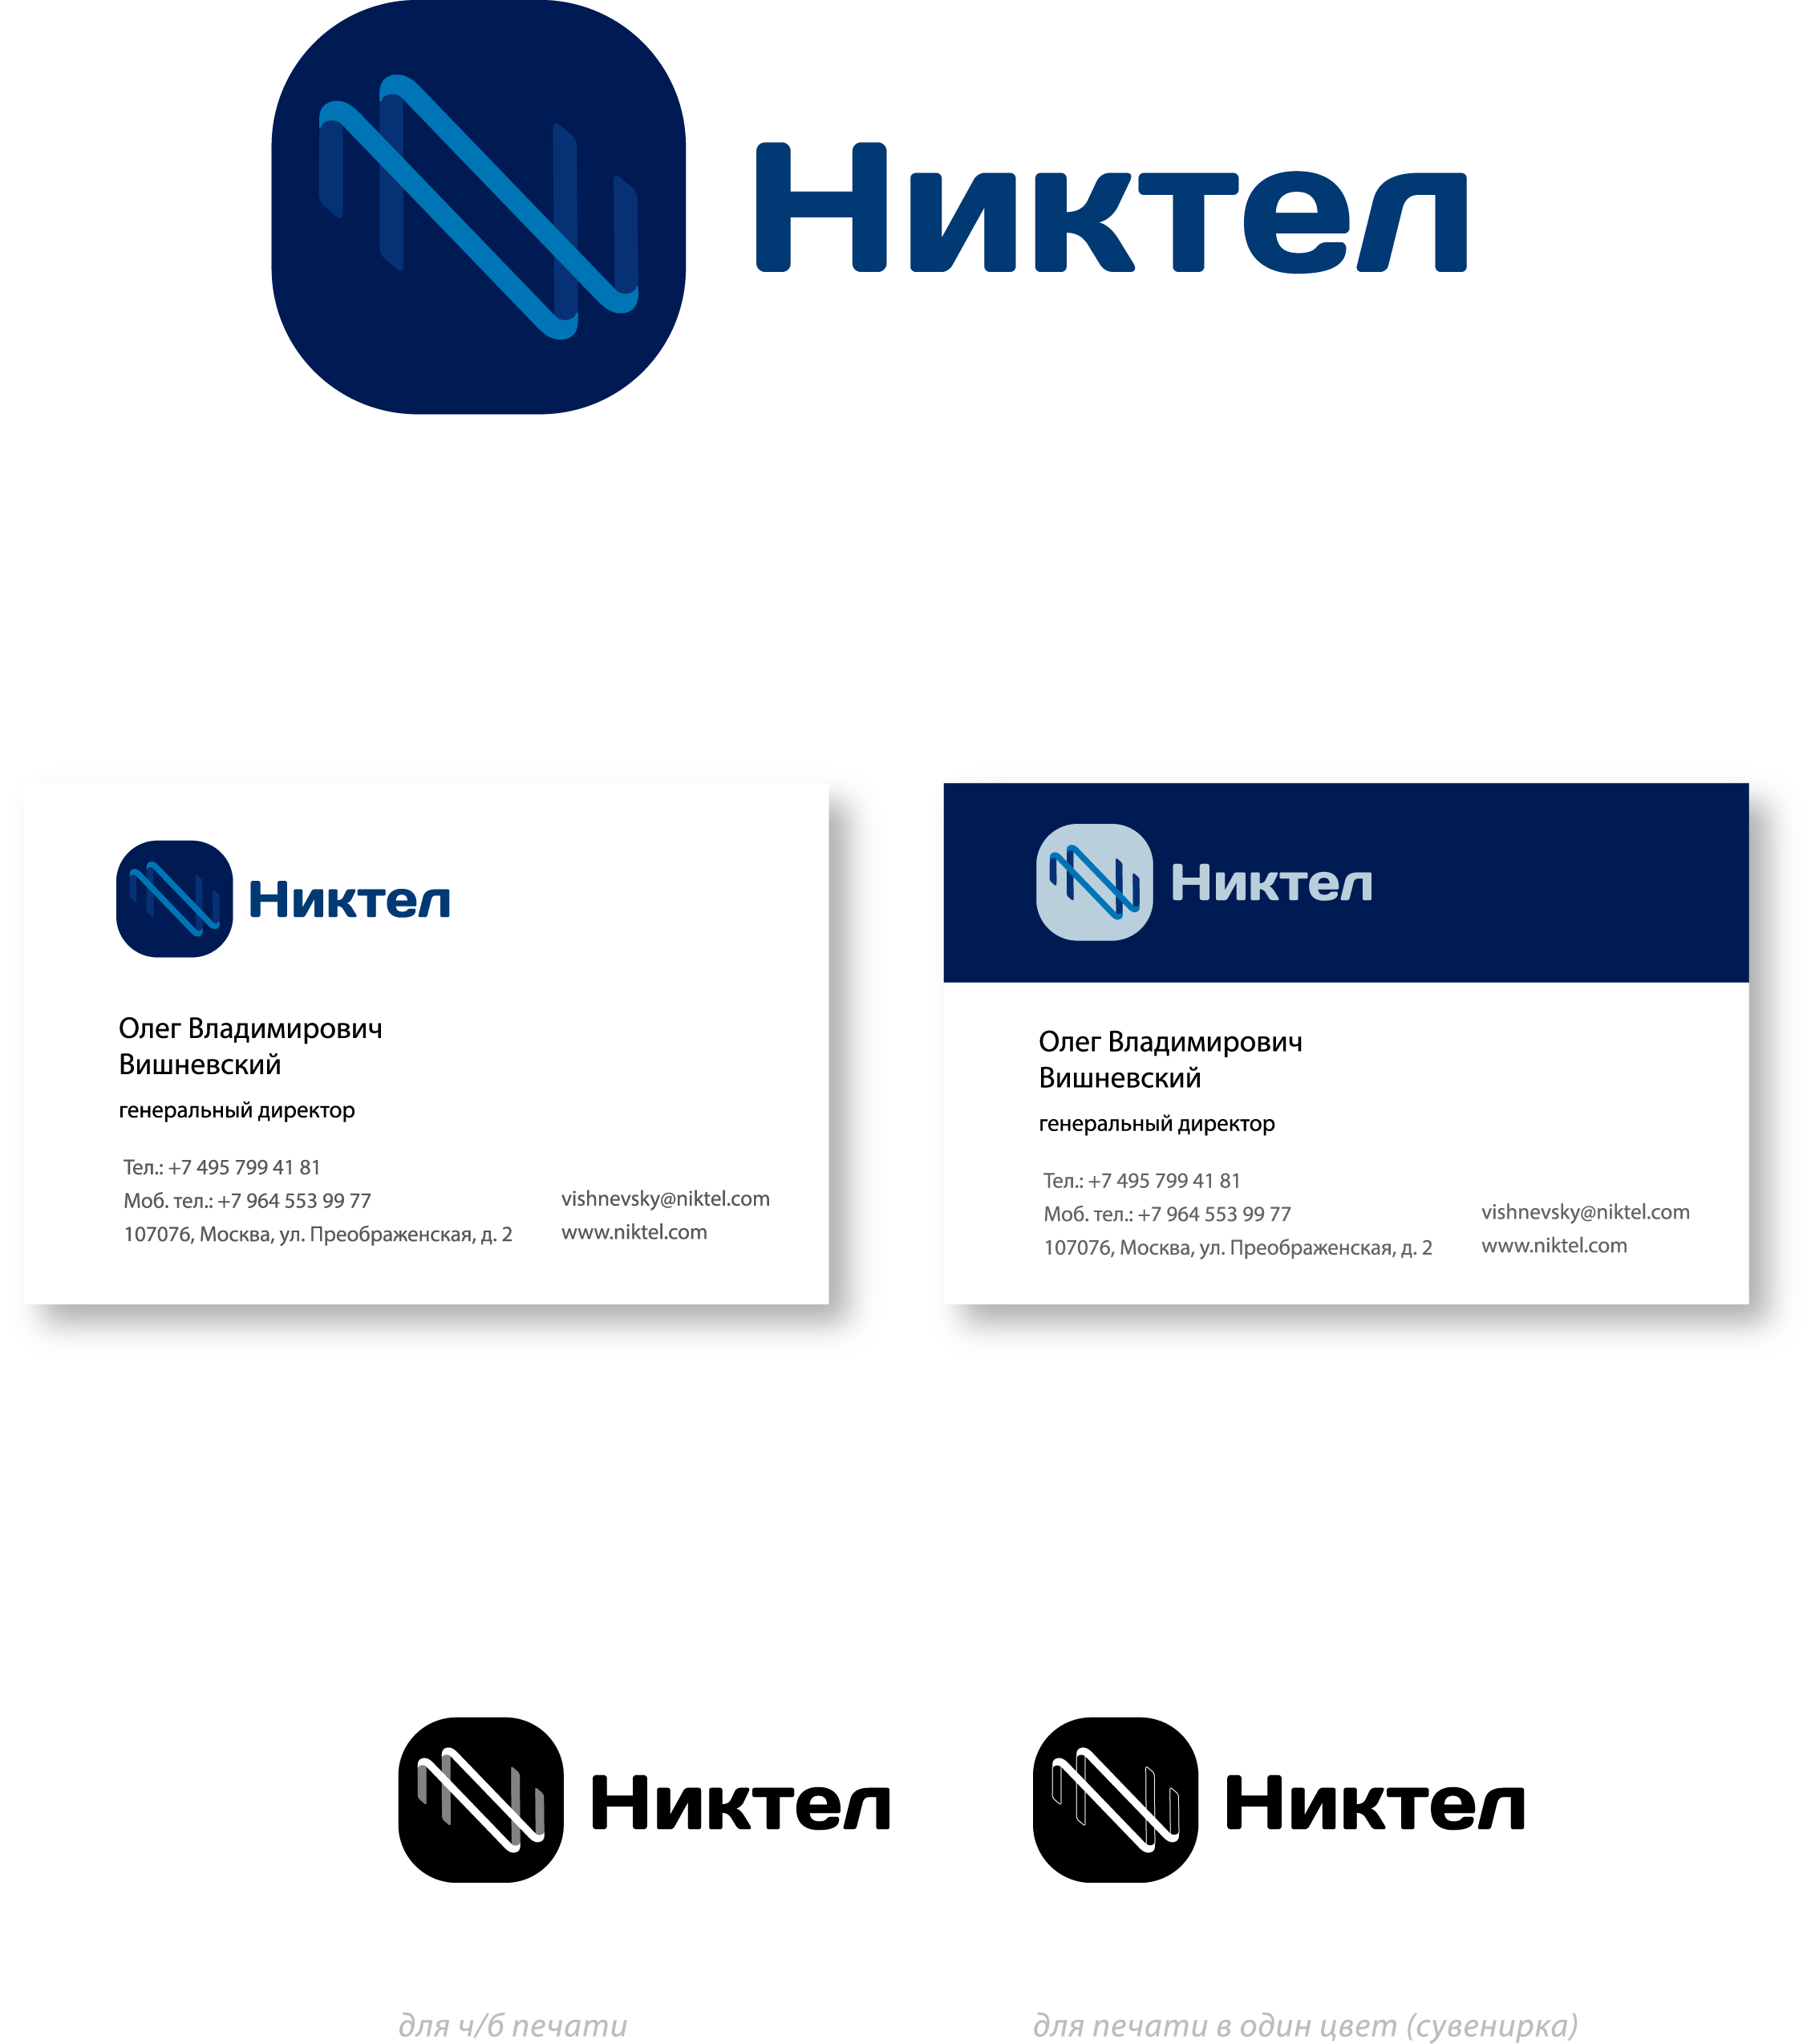 Никтел
Никтел
Олег Владимирович
Вишневский
генеральный директор
Тел.: +7 495 799 41 81
Моб. тел.: +7 964 553 99 77
107076, Москва, ул. Преображенская, д. 2
vishnevsky@niktel.com
www.niktel.com
Никтел
Олег Владимирович
Вишневский
генеральный директор
Тел.: +7 495 799 41 81
Моб. тел.: +7 964 553 99 77
107076, Москва, ул. Преображенская, д. 2
vishnevsky@niktel.com
www.niktel.com
Никтел
для ч/б печати
Никтел
для печати в один цвет (сувенирка)